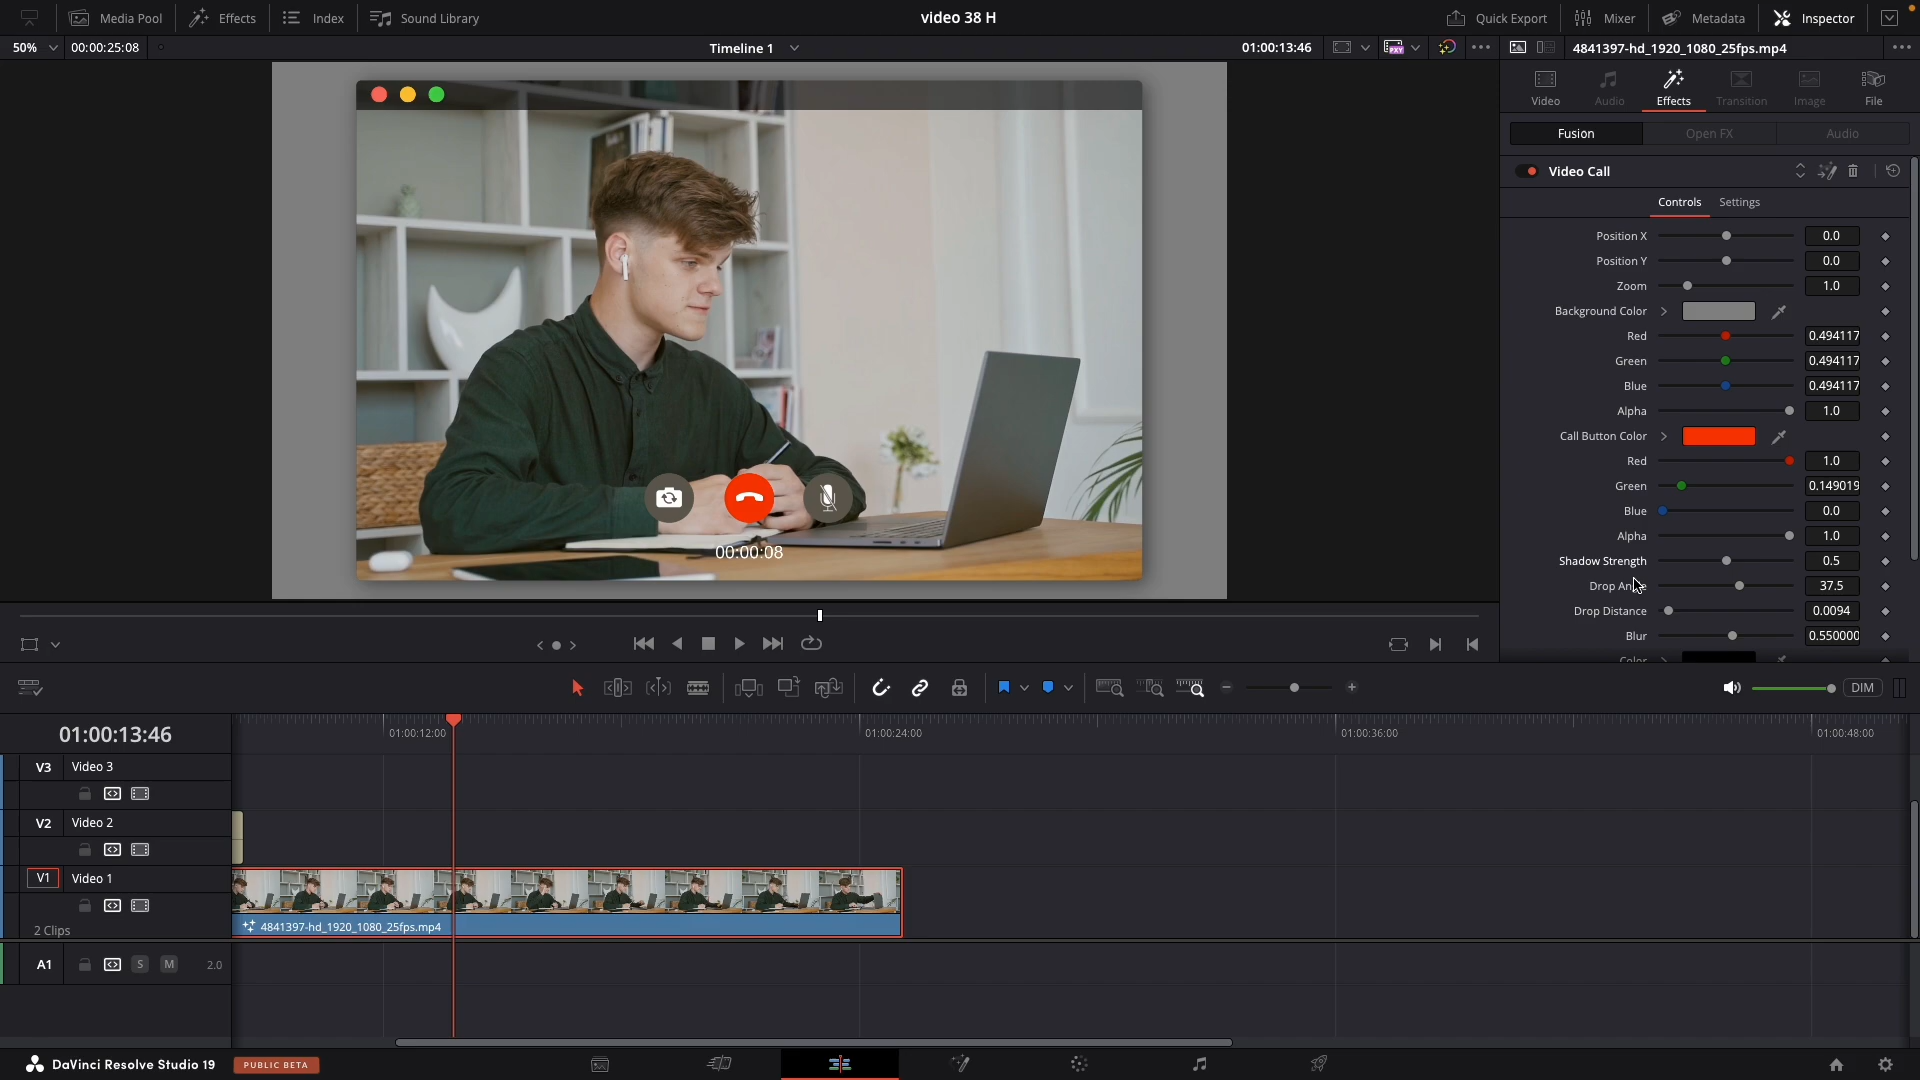 Media Pool Effects Index Sound Library video 38 H Quick Export Mixer Metadata Inspector
50% 00:00:25:08 Timeline 1 01:00:13:46 4841397-hd_1920_1080_25fps.mp4
Video Audio Effects Transition Image File
Fusion Open FX Audio
Video Call
Controls Settings
Position X 0.0
Position Y 0.0
Zoom 1.0
Background Color
Red 0.494117
Green 0.494117
Blue 0.494117
Alpha 1.0
Call Button Color
Red 1.0
Green 0.149019
Blue 0.0
Alpha 1.0
Shadow Strength 0.5
Drop Angle 37.5
Drop Distance 0.0094
Blur 0.550000
Color
00:00:08
DIM
01:00:13:46 01:00:12:00 01:00:24:00 01:00:36:00 01:00:48:00
V3 Video 3
V2 Video 2
V1 Video 1
2 Clips
4841397-hd_1920_1080_25fps.mp4
A1 S M 2.0
DaVinci Resolve Studio 19 PUBLIC BETA